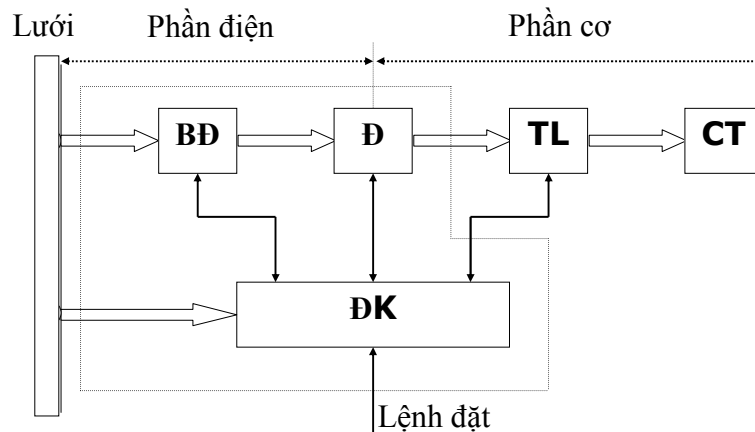 Lưới
Phần điện
Phần cơ
BĐ
Đ
TL
CT
ĐK
Lệnh đặt